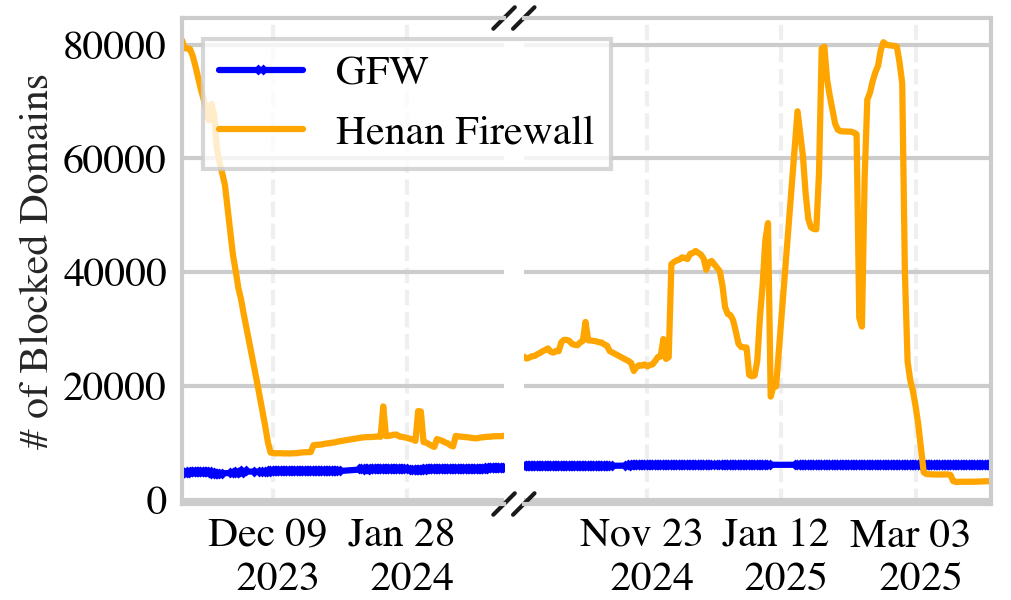 # of Blocked Domains
80000
60000
40000
20000
0
GFW
Henan Firewall
Dec 09
2023
Jan 28
2024
Nov 23
2024
Jan 12
2025
Mar 03
2025